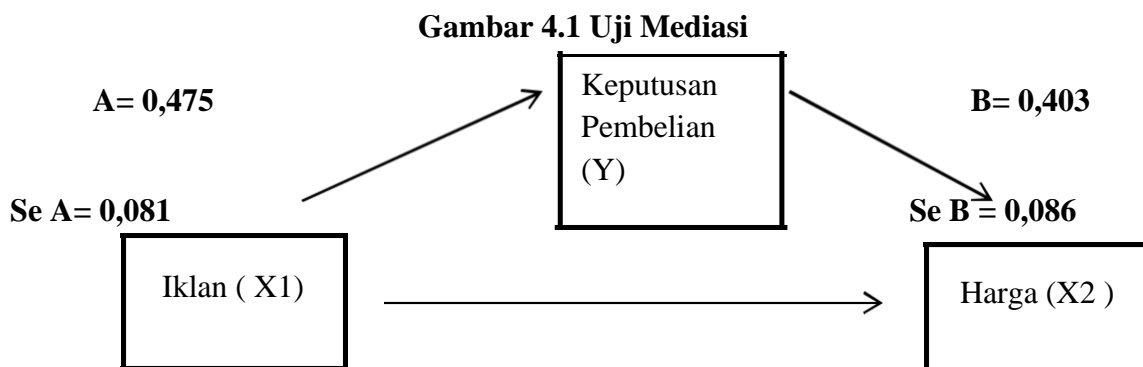 Gambar 4.1 Uji Mediasi
A= 0,475
Keputusan
Pembelian
(Y)
B= 0,403
Se A= 0,081
Se B = 0,086
Iklan ( X1)
Harga (X2 )